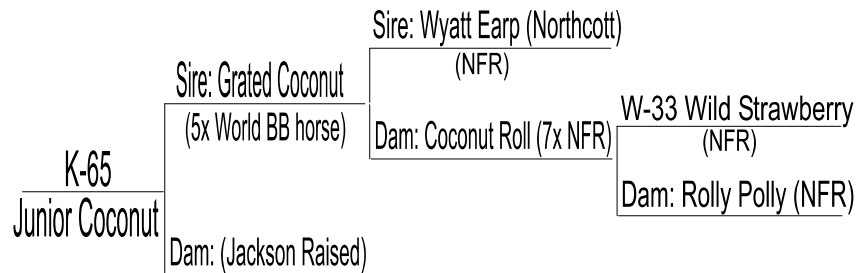 Sire: Wyatt Earp (Northcott)
(NFR)
Sire: Grated Coconut
(5x World BB horse)
W-33 Wild Strawberry
(NFR)
Dam: Coconut Roll (7x NFR)
K-65
Junior Coconut
Dam: Rolly Polly (NFR)
Dam: (Jackson Raised)